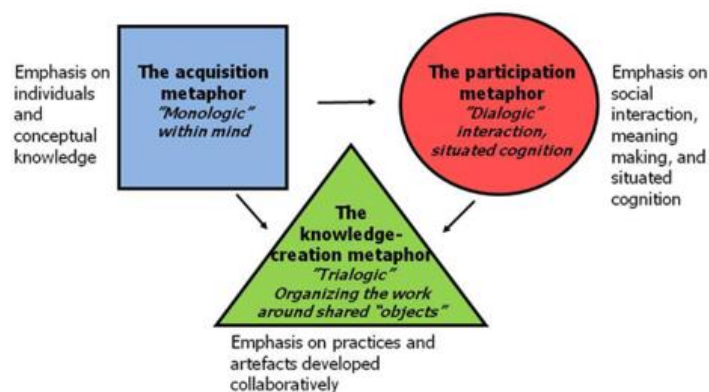 Emphasis on
individuals
and
conceptual
knowledge
The acquisition
metaphor
"Monologic"
within mind
The participation
metaphor
"Dialogic"
interaction,
situated cognition
Emphasis on
social
interaction,
meaning
making, and
situated
cognition
The
knowledge-
creation metaphor
"Trialogic"
Organizing the work
around shared "objects"
Emphasis on practices and
artefacts developed
collaboratively